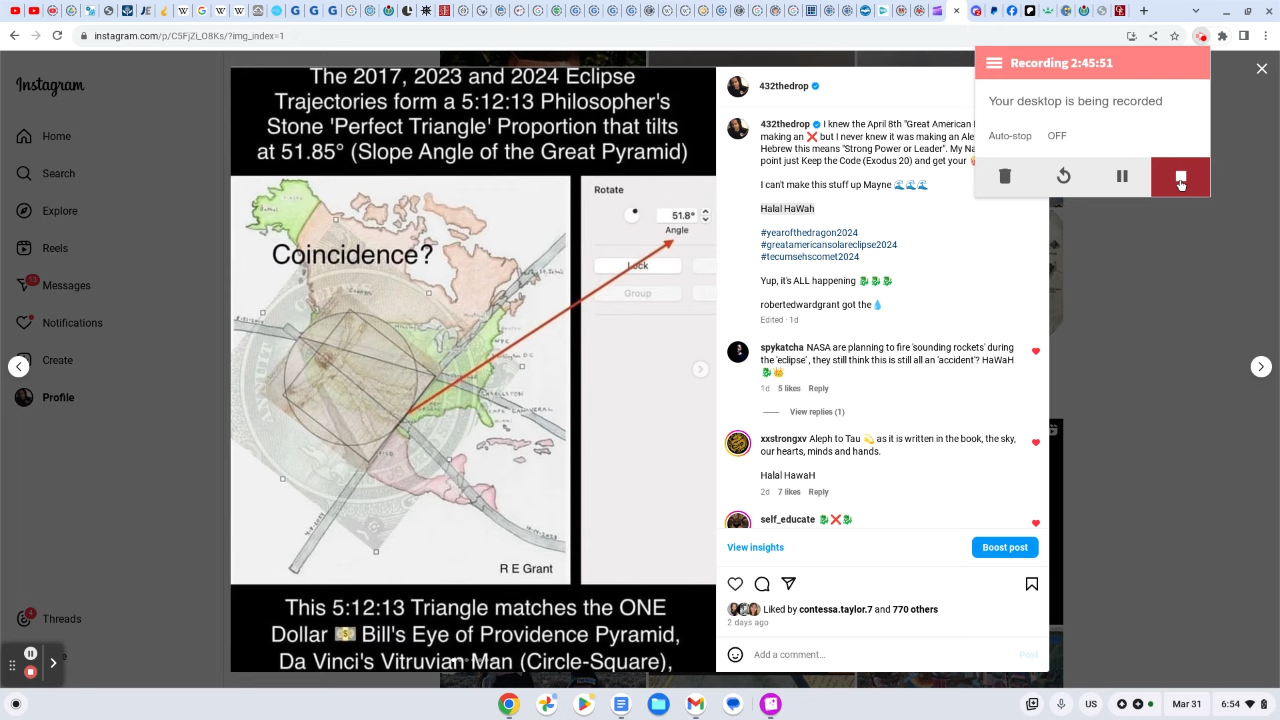 instagram.com/p/C5FjZi_O8Ks/?img_index=1
Recording 2:45:51
Your desktop is being recorded
Auto-stop OFF
Instagram
Home
Search
Explore
Reels
13
Messages
Notifications
Create
Profile
4
Threads
The 2017, 2023 and 2024 Eclipse
Trajectories form a 5:12:13 Philosopher's
Stone 'Perfect Triangle' Proportion that tilts
at 51.85° (Slope Angle of the Great Pyramid)
Coincidence?
Rotate
51.8°
Angle
Lock
Group
R E Grant
This 5:12:13 Triangle matches the ONE
Dollar 💵 Bill's Eye of Providence Pyramid,
Da Vinci's Vitruvian Man (Circle-Square),
432thedrop
432thedrop I knew the April 8th "Great American
making an ❌ but I never knew it was making an Ale
Hebrew this means "Strong Power or Leader". My Na
point just Keep the Code (Exodus 20) and get your
I can't make this stuff up Mayne 🌊🌊🌊
Halal HaWah
#yearofthedragon2024
#greatamericansolareclipse2024
#tecumsehscomet2024
Yup, it's ALL happening 🐉🐉🐉
robertedwardgrant got the 💧
Edited · 1d
spykatcha NASA are planning to fire 'sounding rockets' during
the 'eclipse' , they still think this is still all an 'accident'? HaWaH
🐉👑
1d 5 likes Reply
View replies (1)
xxstrongxv Aleph to Tau 💫 as it is written in the book, the sky,
our hearts, minds and hands.
Halal HawaH
2d 7 likes Reply
self_educate 🐉❌🐉
View insights
Boost post
Liked by contessa.taylor.7 and 770 others
2 days ago
Add a comment...
Post
US
Mar 31
6:54